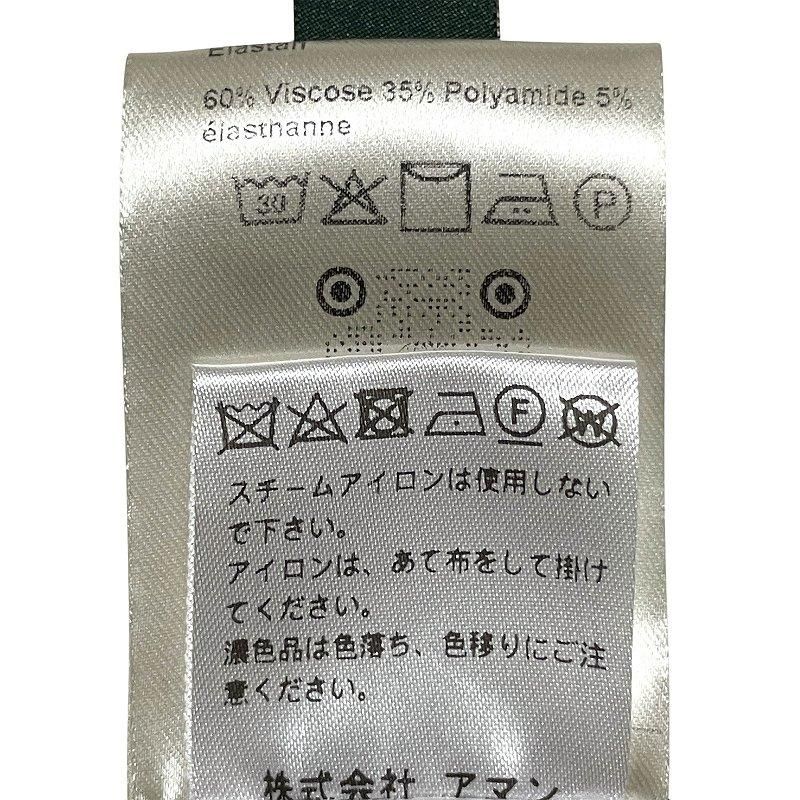 Elastan
60% Viscose 35% Polyamide 5%
élasthanne
30
P
F
W
スチームアイロンは使用しない
で下さい。
アイロンは、あて布をして掛け
てください。
濃色品は色落ち、色移りにご注
意ください。
株式会社 アマン